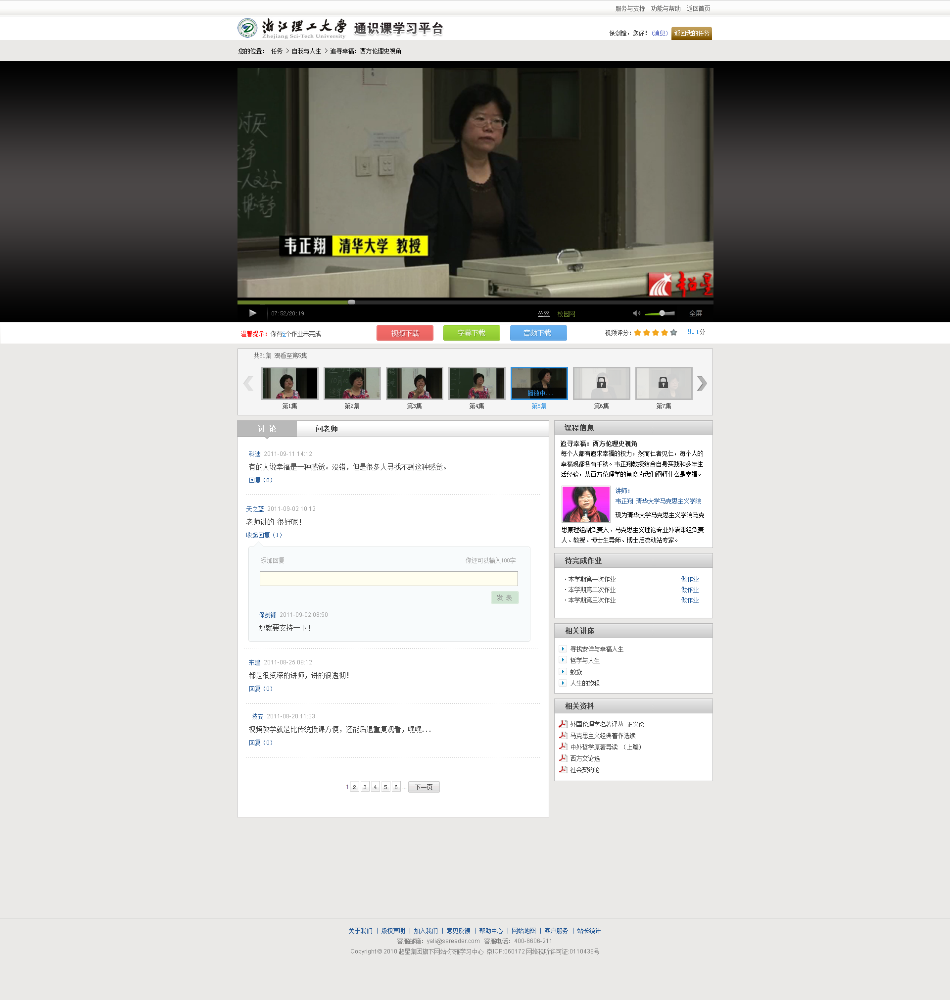 服务与支持 功能与帮助 返回首页
浙江理工大学 通识课学习平台
Zhejiang Sci-Tech University
保剑锋，您好！（消息） 返回我的任务
您的位置： 任务 > 自我与人生 > 追寻幸福：西方伦理史视角
韦正翔 清华大学 教授
超星
07:52/20:19 公网 校园网 全屏
温馨提示：你有5个作业未完成 视频下载 字幕下载 音频下载 视频评分： 9.1分
共61集 观看至第5集
播放中...
第1集 第2集 第3集 第4集 第5集 第6集 第7集
讨 论 问老师
科迪 2011-09-11 14:12
有的人说幸福是一种感觉。没错，但是很多人寻找不到这种感觉。
回复（0）
天之蓝 2011-09-02 10:12
老师讲的 很好呢！
收起回复（1）
添加回复 你还可以输入100字
发 表
保剑锋 2011-09-02 08:50
那就要支持一下！
东建 2011-08-25 09:12
都是很资深的讲师，讲的很透彻！
回复（0）
技安 2011-08-20 11:33
视频教学就是比传统授课方便，还能后退重复观看，嘿嘿...
回复（0）
1 2 3 4 5 6 ... 下一页
课程信息
追寻幸福：西方伦理史视角
每个人都有追求幸福的权力，然而仁者见仁，每个人的
幸福观都各有千秋。韦正翔教授结合自身实践和多年生
活经验，从西方伦理学的角度为我们阐释什么是幸福。
讲师：
韦正翔 清华大学马克思主义学院
现为清华大学马克思主义学院马克
思原理组副负责人、马克思主义理论专业外语课组负责
人、教授、博士生导师、博士后流动站专家。
待完成作业
·本学期第一次作业 做作业
·本学期第二次作业 做作业
·本学期第三次作业 做作业
相关讲座
寻找安详与幸福人生
哲学与人生
蚁族
人生的旅程
相关资料
外国伦理学名著译丛 正义论
马克思主义经典著作选读
中外哲学原著导读 （上篇）
西方文论选
社会契约论
关于我们 | 版权声明 | 加入我们 | 意见反馈 | 帮助中心 | 网站地图 | 客户服务 | 站长统计
客服邮箱：yali@ssreader.com 客服电话：400-6606-211
Copyright © 2010 超星集团旗下网站-尔雅学习中心 京ICP:060172 网络视听许可证:0110438号